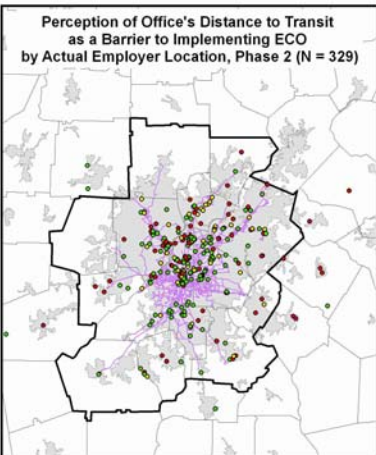 Perception of Office's Distance to Transit
as a Barrier to Implementing ECO
by Actual Employer Location, Phase 2 (N = 329)